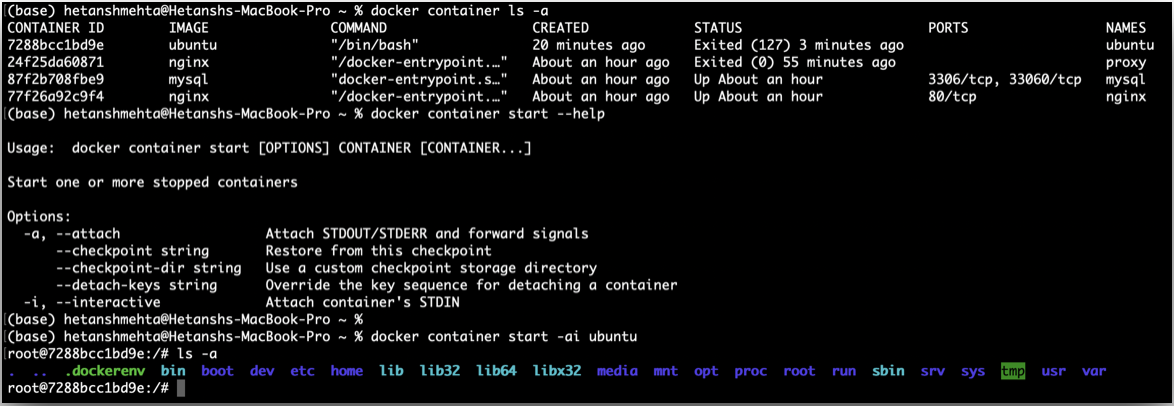 (base) hetanshmehta@Hetanshs-MacBook-Pro ~ % docker container ls -a
CONTAINER ID   IMAGE     COMMAND                  CREATED             STATUS                       PORTS                 NAMES
7288bcc1bd9e   ubuntu    "/bin/bash"              20 minutes ago      Exited (127) 3 minutes ago                         ubuntu
24f25da60871   nginx     "/docker-entrypoint.…"   About an hour ago   Exited (0) 55 minutes ago                          proxy
87f2b708fbe9   mysql     "docker-entrypoint.s…"   About an hour ago   Up About an hour             3306/tcp, 33060/tcp   mysql
77f26a92c9f4   nginx     "/docker-entrypoint.…"   About an hour ago   Up About an hour             80/tcp                nginx
(base) hetanshmehta@Hetanshs-MacBook-Pro ~ % docker container start --help
Usage:  docker container start [OPTIONS] CONTAINER [CONTAINER...]
Start one or more stopped containers
Options:
  -a, --attach                  Attach STDOUT/STDERR and forward signals
      --checkpoint string       Restore from this checkpoint
      --checkpoint-dir string   Use a custom checkpoint storage directory
      --detach-keys string      Override the key sequence for detaching a container
  -i, --interactive             Attach container's STDIN
(base) hetanshmehta@Hetanshs-MacBook-Pro ~ %
(base) hetanshmehta@Hetanshs-MacBook-Pro ~ % docker container start -ai ubuntu
root@7288bcc1bd9e:/# ls -a
.  ..  .dockerenv  bin  boot  dev  etc  home  lib  lib32  lib64  libx32  media  mnt  opt  proc  root  run  sbin  srv  sys  tmp  usr  var
root@7288bcc1bd9e:/#